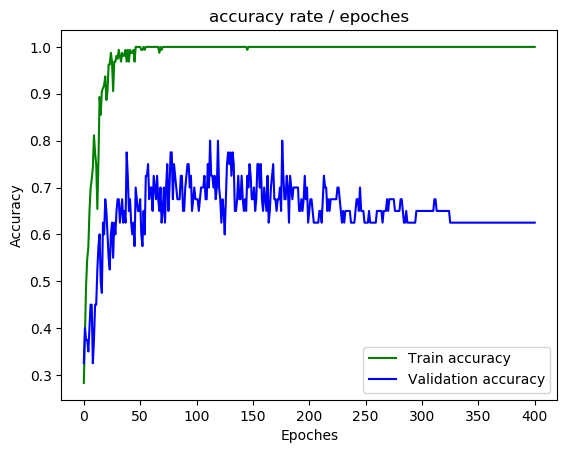 accuracy rate / epoches
1.0
0.9
0.8
0.7
0.6
0.5
0.4
0.3
Accuracy
Train accuracy
Validation accuracy
0 50 100 150 200 250 300 350 400
Epoches